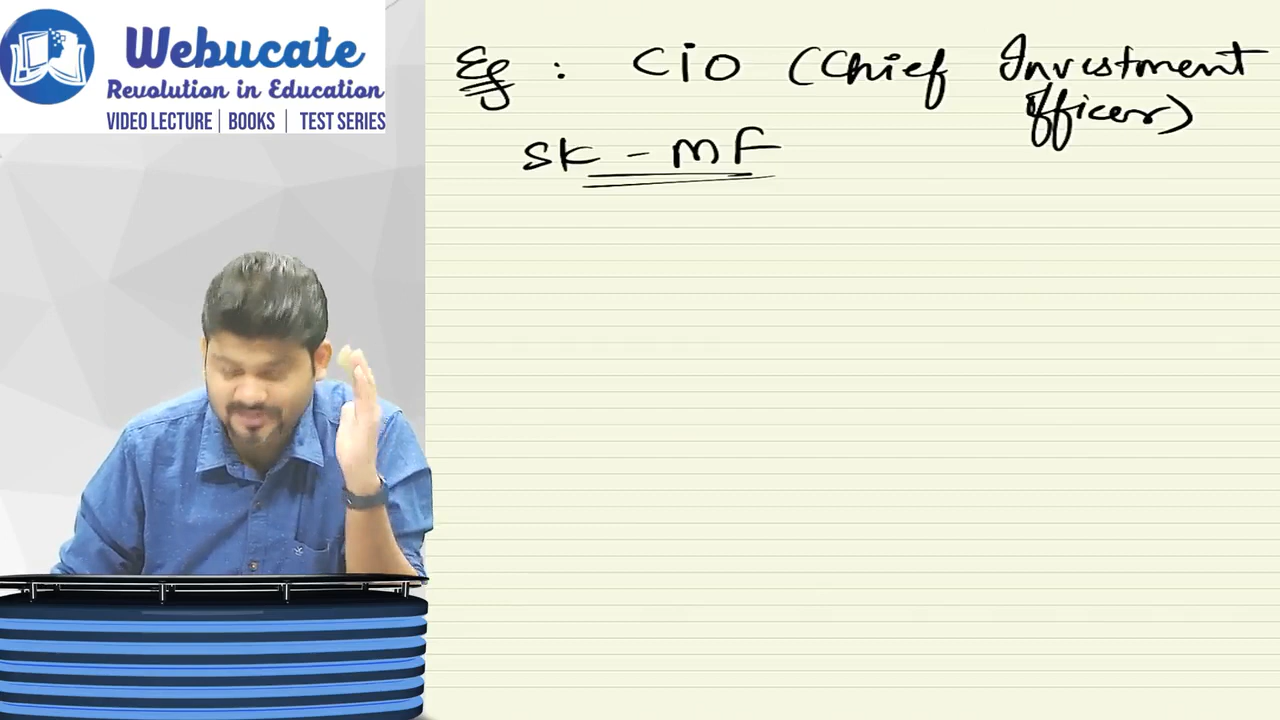 Webucate
Revolution in Education
VIDEO LECTURE | BOOKS | TEST SERIES
Eg : CIO (Chief Investment
officer)
SK - MF